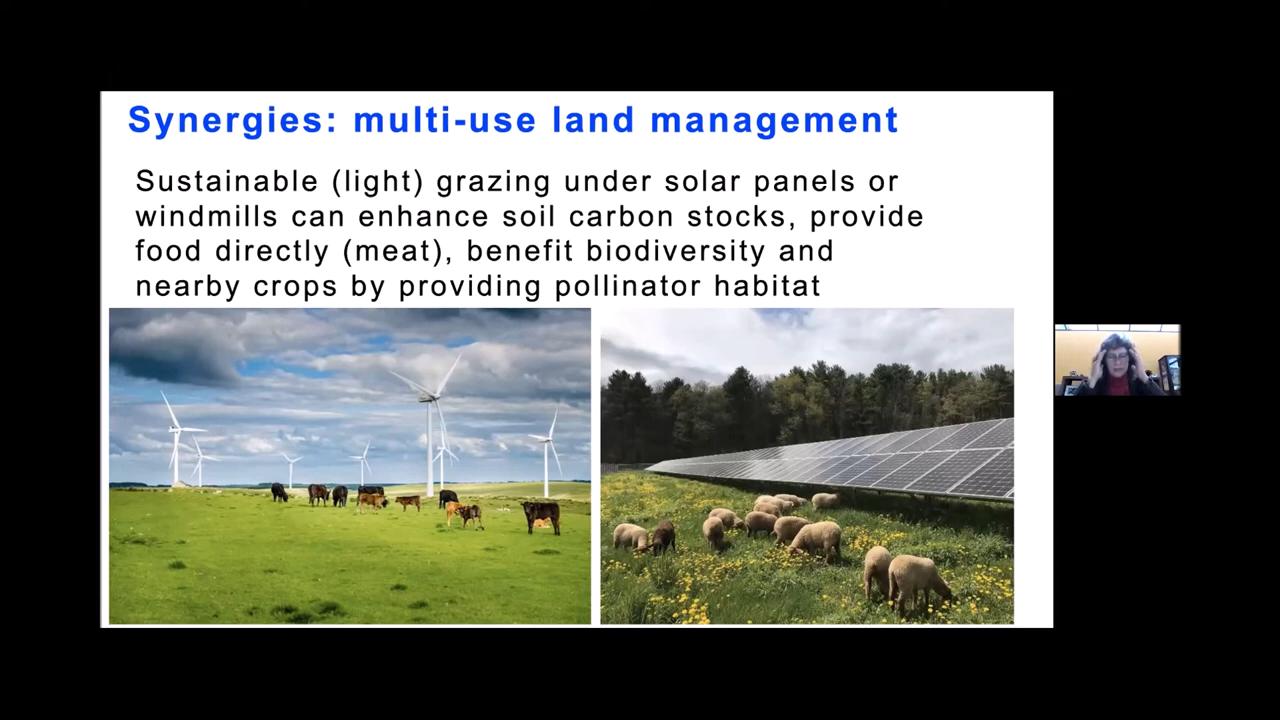 Synergies: multi-use land management
Sustainable (light) grazing under solar panels or
windmills can enhance soil carbon stocks, provide
food directly (meat), benefit biodiversity and
nearby crops by providing pollinator habitat